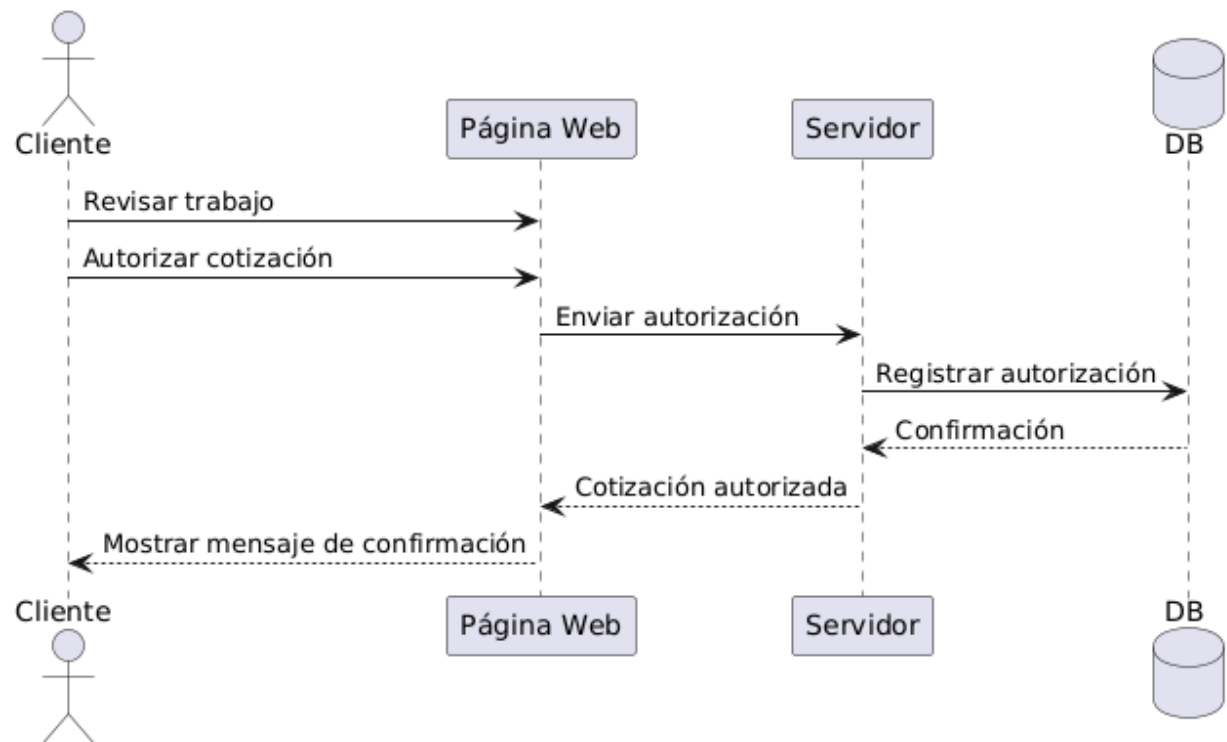 Cliente
Página Web
Servidor
DB
Revisar trabajo
Autorizar cotización
Enviar autorización
Registrar autorización
Confirmación
Cotización autorizada
Mostrar mensaje de confirmación
Cliente
Página Web
Servidor
DB